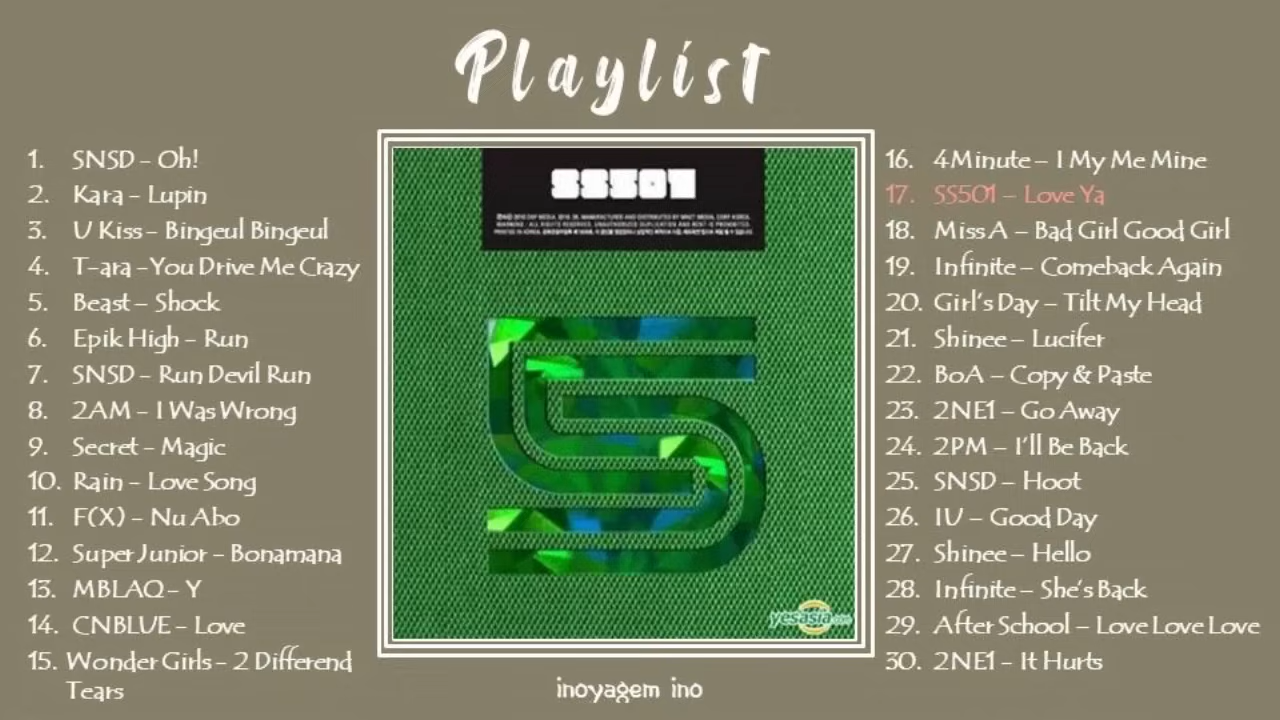 Playlist
1. SNSD – Oh!
2. Kara – Lupin
3. U Kiss – Bingeul Bingeul
4. T-ara –You Drive Me Crazy
5. Beast – Shock
6. Epik High – Run
7. SNSD – Run Devil Run
8. 2AM – I Was Wrong
9. Secret – Magic
10. Rain – Love Song
11. F(X) – Nu Abo
12. Super Junior – Bonamana
13. MBLAQ – Y
14. CNBLUE – Love
15. Wonder Girls – 2 Differend
Tears
SS501
yesasia.com
inoyagem ino
16. 4Minute – I My Me Mine
17. SS501 – Love Ya
18. Miss A – Bad Girl Good Girl
19. Infinite – Comeback Again
20. Girl's Day – Tilt My Head
21. Shinee – Lucifer
22. BoA – Copy & Paste
23. 2NE1 – Go Away
24. 2PM – I'll Be Back
25. SNSD – Hoot
26. IU – Good Day
27. Shinee – Hello
28. Infinite – She's Back
29. After School – Love Love Love
30. 2NE1 – It Hurts